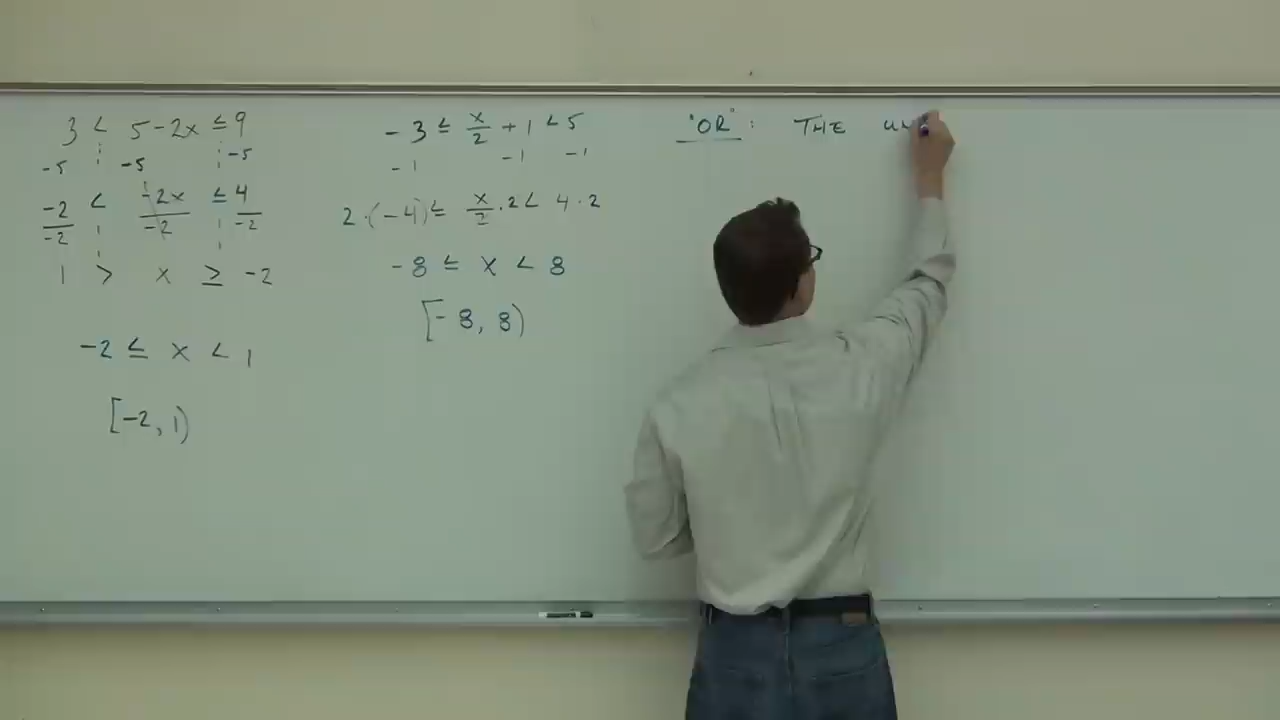 3 < 5 - 2x ≤ 9
-5 -5 -5
-2/-2 < -2x/-2 ≤ 4/-2
1 > x ≥ -2
-2 ≤ x < 1
[-2, 1)
-3 ≤ x/2 + 1 < 5
-1 -1 -1
2·(-4) ≤ x/2 · 2 < 4 · 2
-8 ≤ x < 8
[-8, 8)
"OR": THE